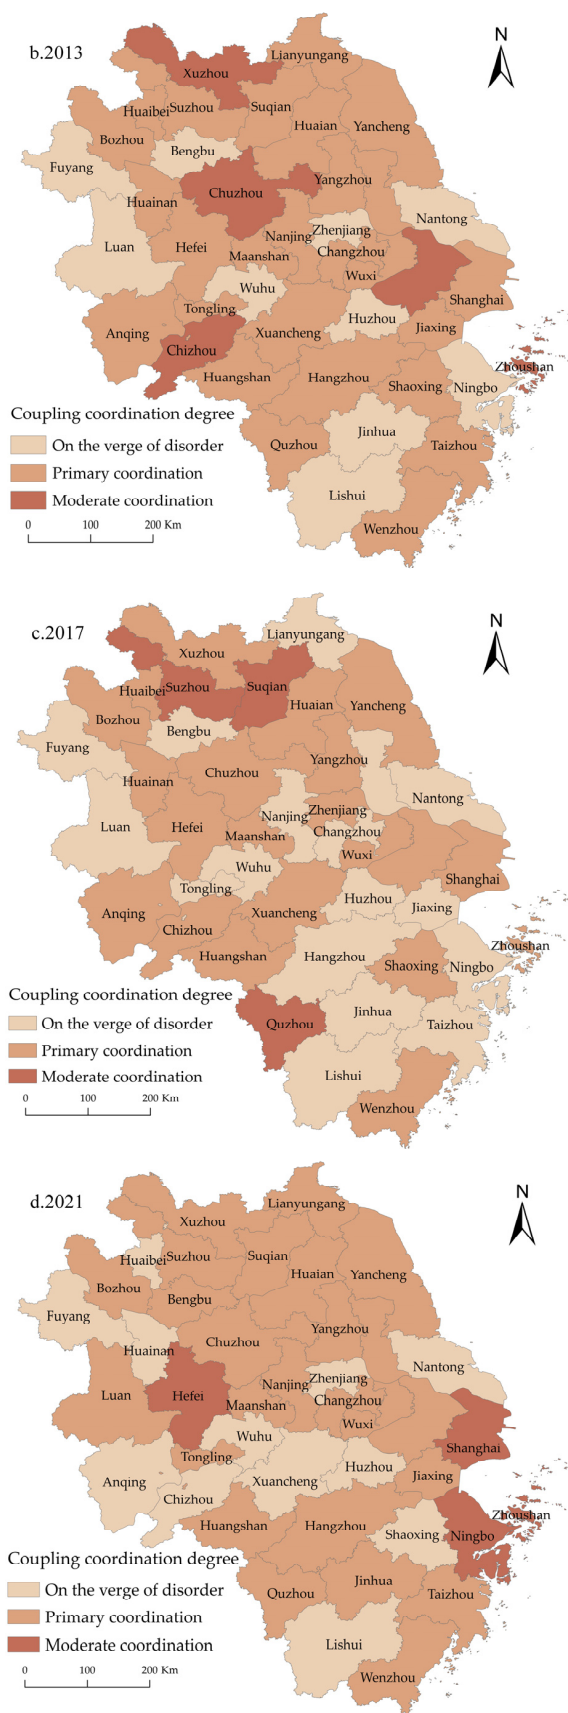 N
b.2013
Lianyungang
Xuzhou
Huaibei
Suzhou
Suqian
Huaian
Yancheng
Bozhou
Bengbu
Fuyang
Chuzhou
Yangzhou
Huainan
Nantong
Luan
Hefei
Nanjing
Zhenjiang
Maanshan
Changzhou
Wuxi
Wuhu
Shanghai
Tongling
Huzhou
Anqing
Xuancheng
Jiaxing
Chizhou
Zhoushan
Huangshan
Hangzhou
Shaoxing
Ningbo
Coupling coordination degree
On the verge of disorder
Jinhua
Quzhou
Taizhou
Primary coordination
Moderate coordination
Lishui
0 100 200 Km
Wenzhou
c.2017
N
Lianyungang
Xuzhou
Huaibei
Suzhou
Suqian
Huaian
Yancheng
Bozhou
Bengbu
Fuyang
Yangzhou
Chuzhou
Huainan
Nantong
Nanjing
Zhenjiang
Luan
Hefei
Maanshan
Changzhou
Wuxi
Wuhu
Shanghai
Tongling
Huzhou
Jiaxing
Anqing
Xuancheng
Chizhou
Zhoushan
Huangshan
Hangzhou
Shaoxing
Ningbo
Coupling coordination degree
Jinhua
On the verge of disorder
Quzhou
Taizhou
Primary coordination
Moderate coordination
Lishui
0 100 200 Km
Wenzhou
d.2021
N
Lianyungang
Xuzhou
Huaibei
Suzhou
Suqian
Huaian
Yancheng
Bozhou
Bengbu
Fuyang
Yangzhou
Chuzhou
Huainan
Nantong
Zhenjiang
Nanjing
Luan
Hefei
Maanshan
Changzhou
Wuxi
Wuhu
Shanghai
Tongling
Huzhou
Jiaxing
Anqing
Xuancheng
Chizhou
Zhoushan
Huangshan
Hangzhou
Shaoxing
Ningbo
Coupling coordination degree
Jinhua
On the verge of disorder
Quzhou
Taizhou
Primary coordination
Moderate coordination
Lishui
0 100 200 Km
Wenzhou